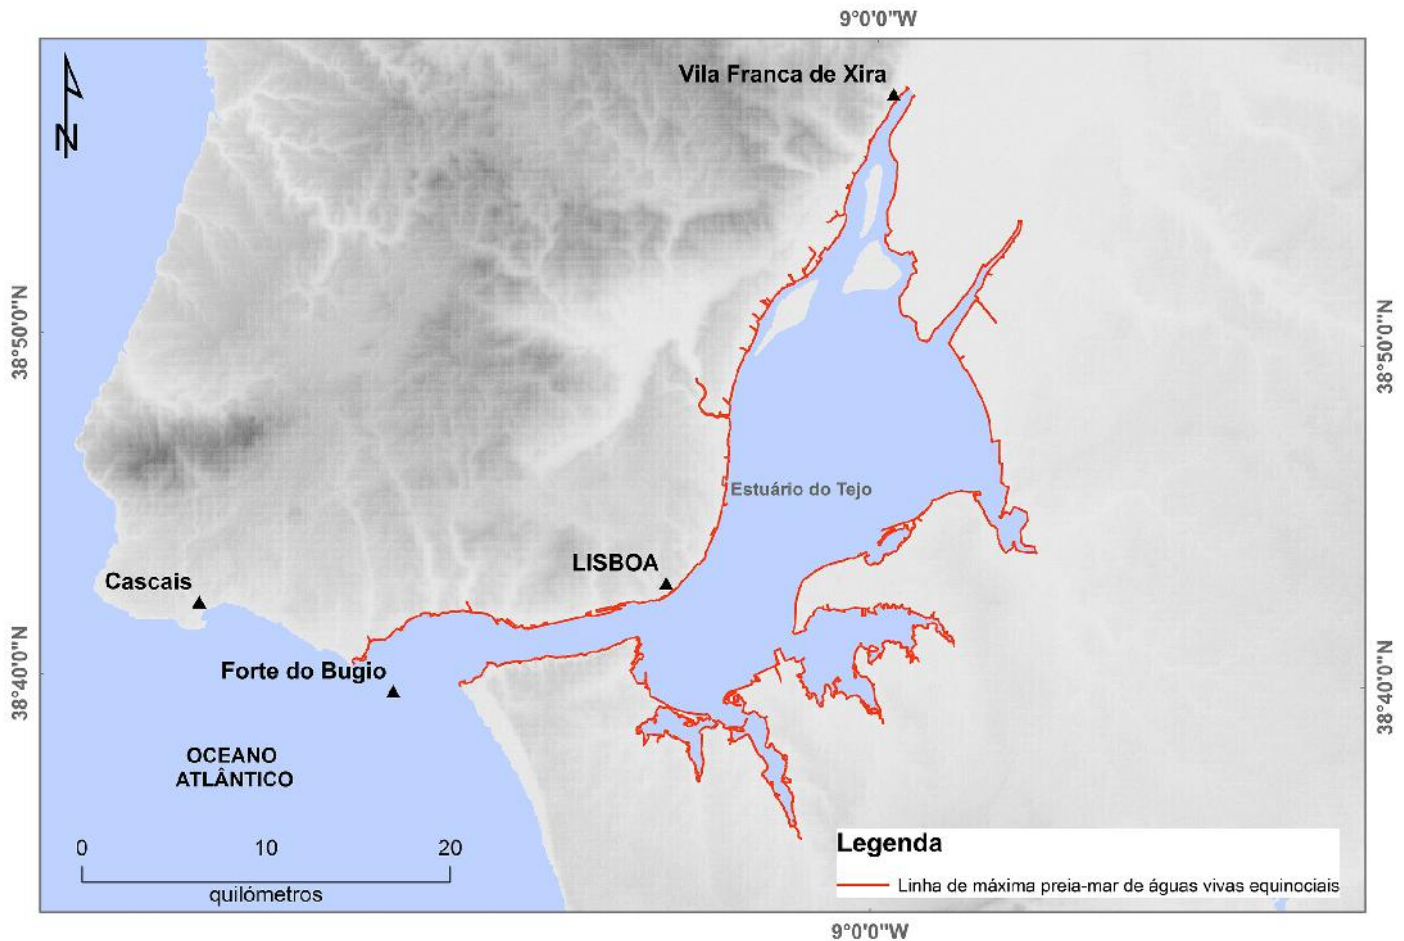 9°0'0"W
Vila Franca de Xira
N
38°50'0"N
38°50'0"N
Estuário do Tejo
LISBOA
Cascais
Forte do Bugio
38°40'0"N
38°40'0"N
OCEANO
ATLÂNTICO
0 10 20
quilómetros
Legenda
Linha de máxima preia-mar de águas vivas equinociais
9°0'0"W